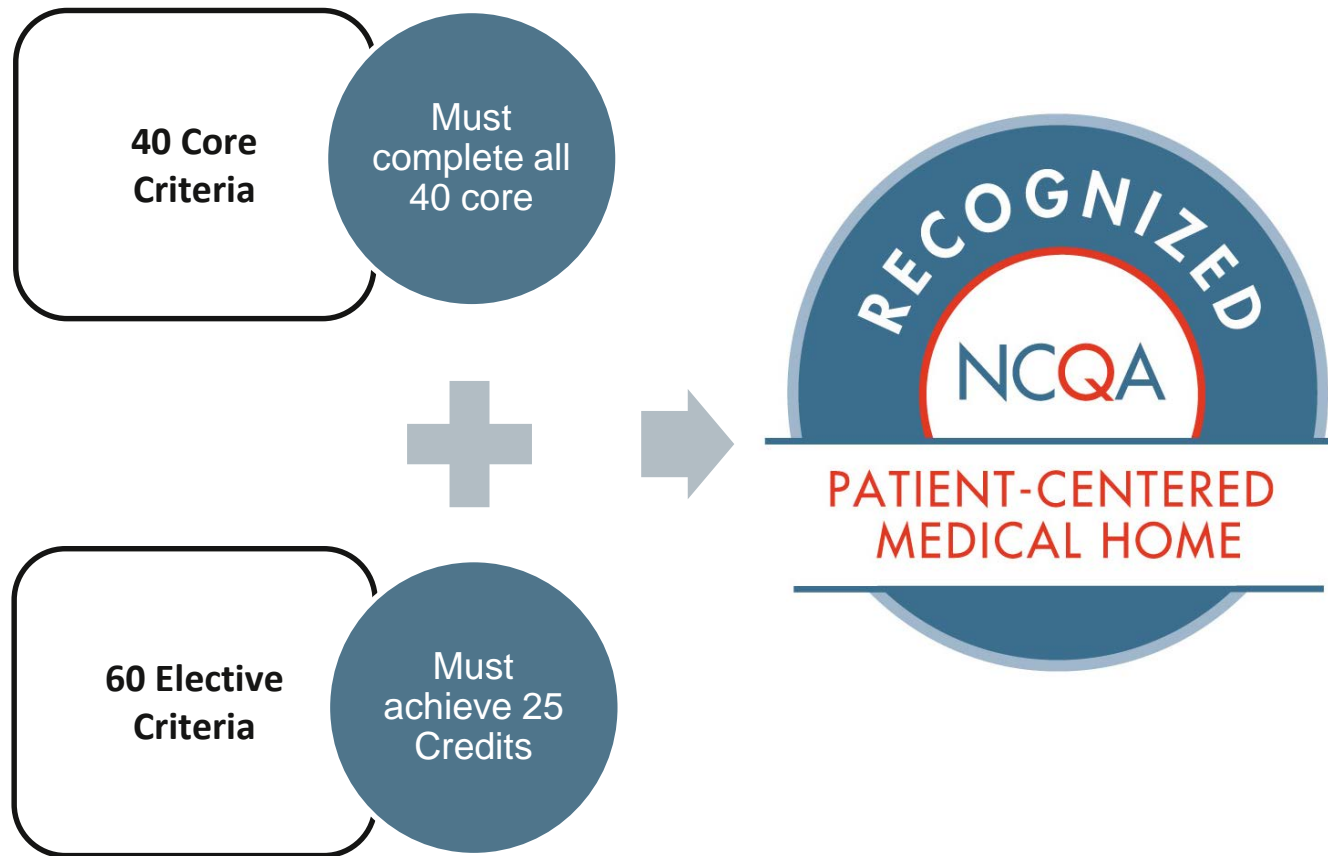 40 Core
Criteria
Must
complete all
40 core
60 Elective
Criteria
Must
achieve 25
Credits
RECOGNIZED
NCQA
PATIENT-CENTERED
MEDICAL HOME